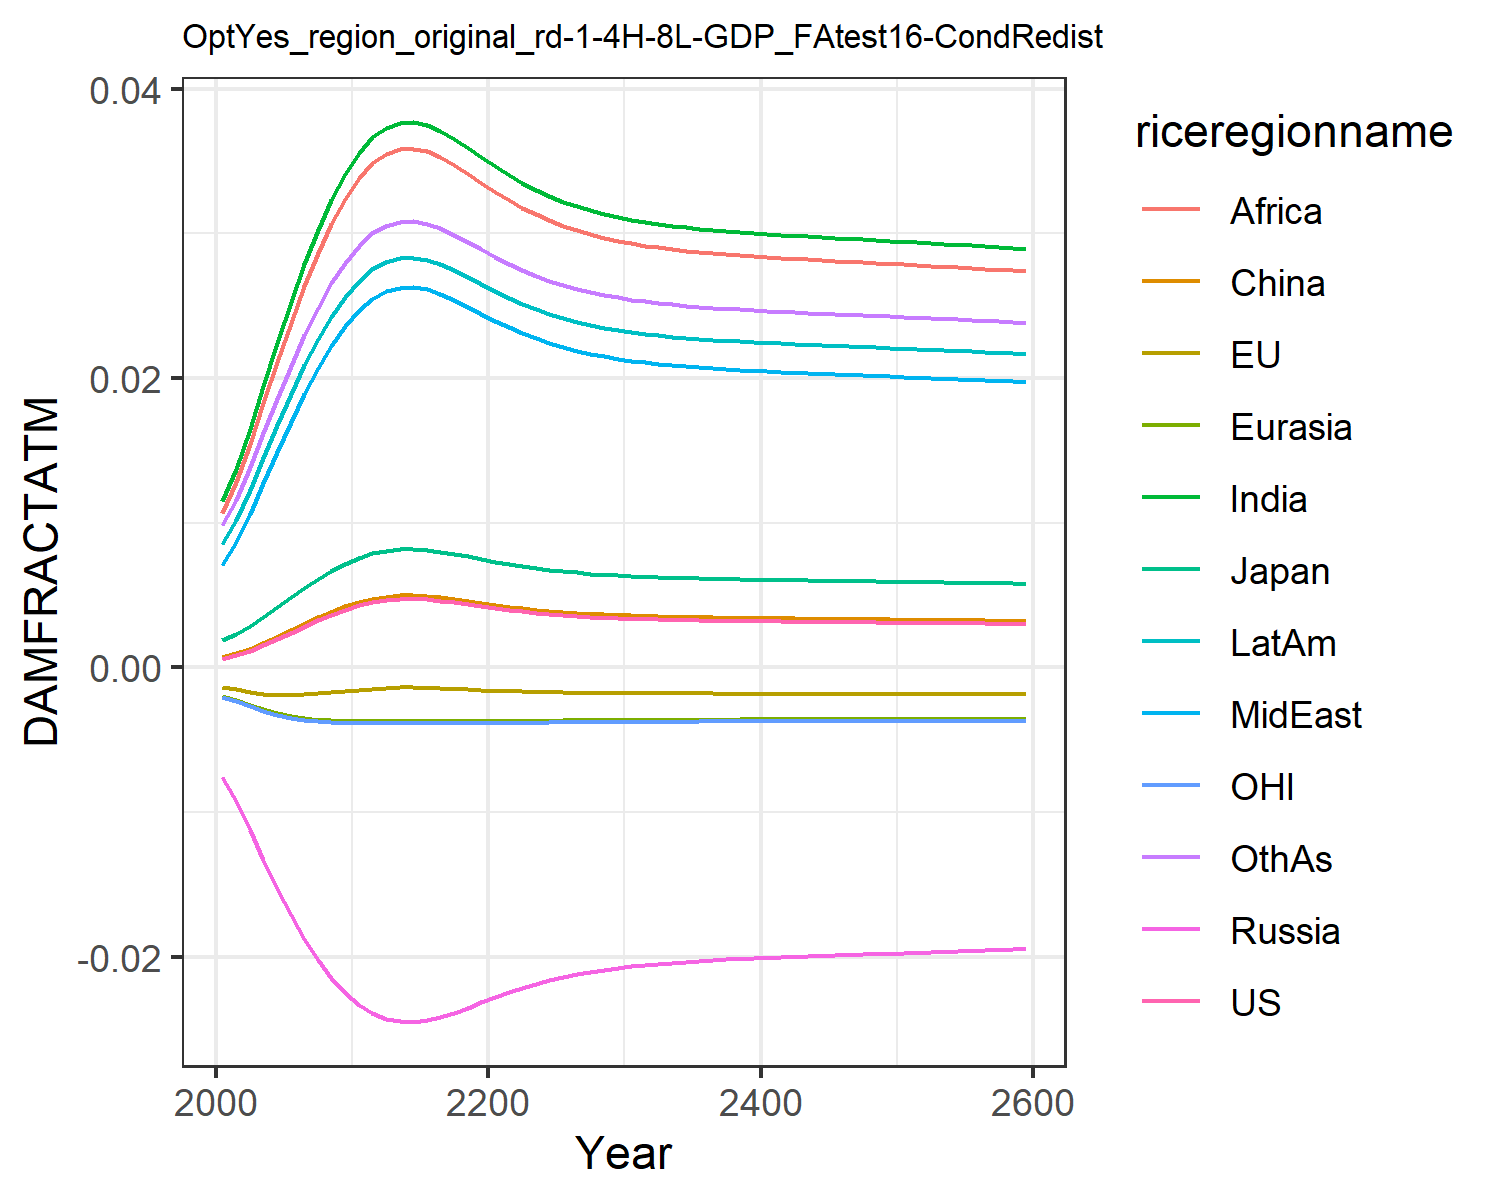 OptYes_region_original_rd-1-4H-8L-GDP_FAtest16-CondRedist
0.04
0.02
0.00
-0.02
DAMFRACTATM
2000
2200
2400
2600
Year
riceregionname
Africa
China
EU
Eurasia
India
Japan
LatAm
MidEast
OHI
OthAs
Russia
US